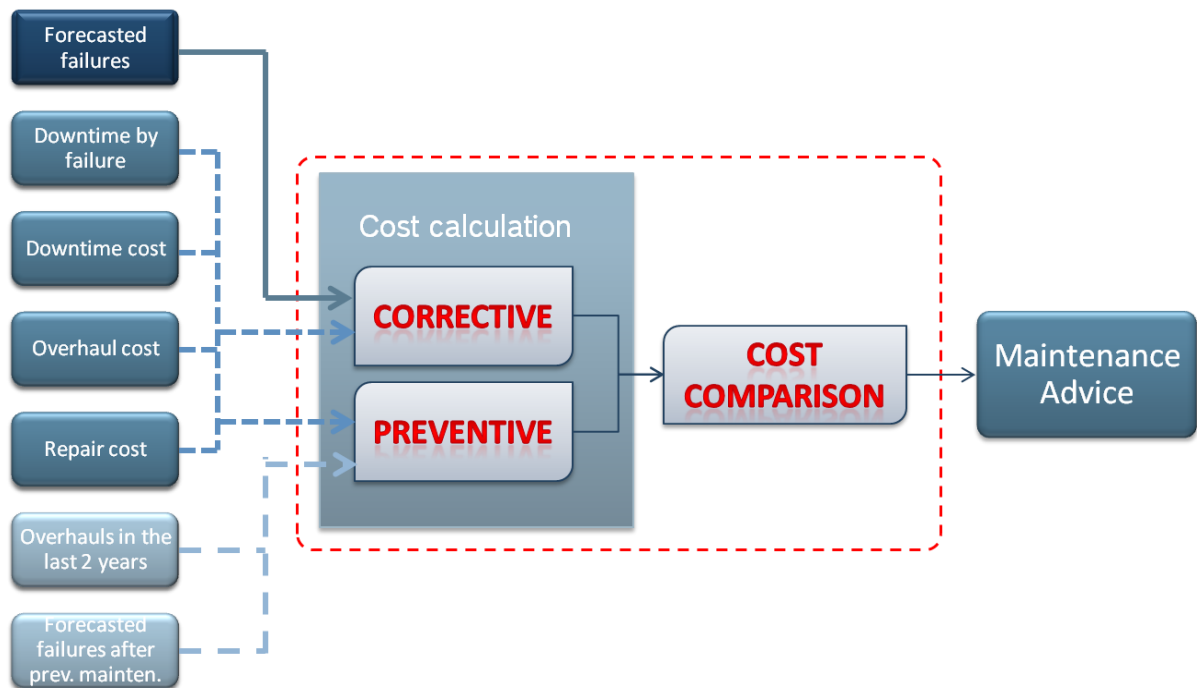 Forecasted
failures
Downtime by
failure
Downtime cost
Overhaul cost
Repair cost
Overhauls in the
last 2 years
Forecasted
failures after
prev. mainten.
Cost calculation
CORRECTIVE
PREVENTIVE
COST
COMPARISON
Maintenance
Advice